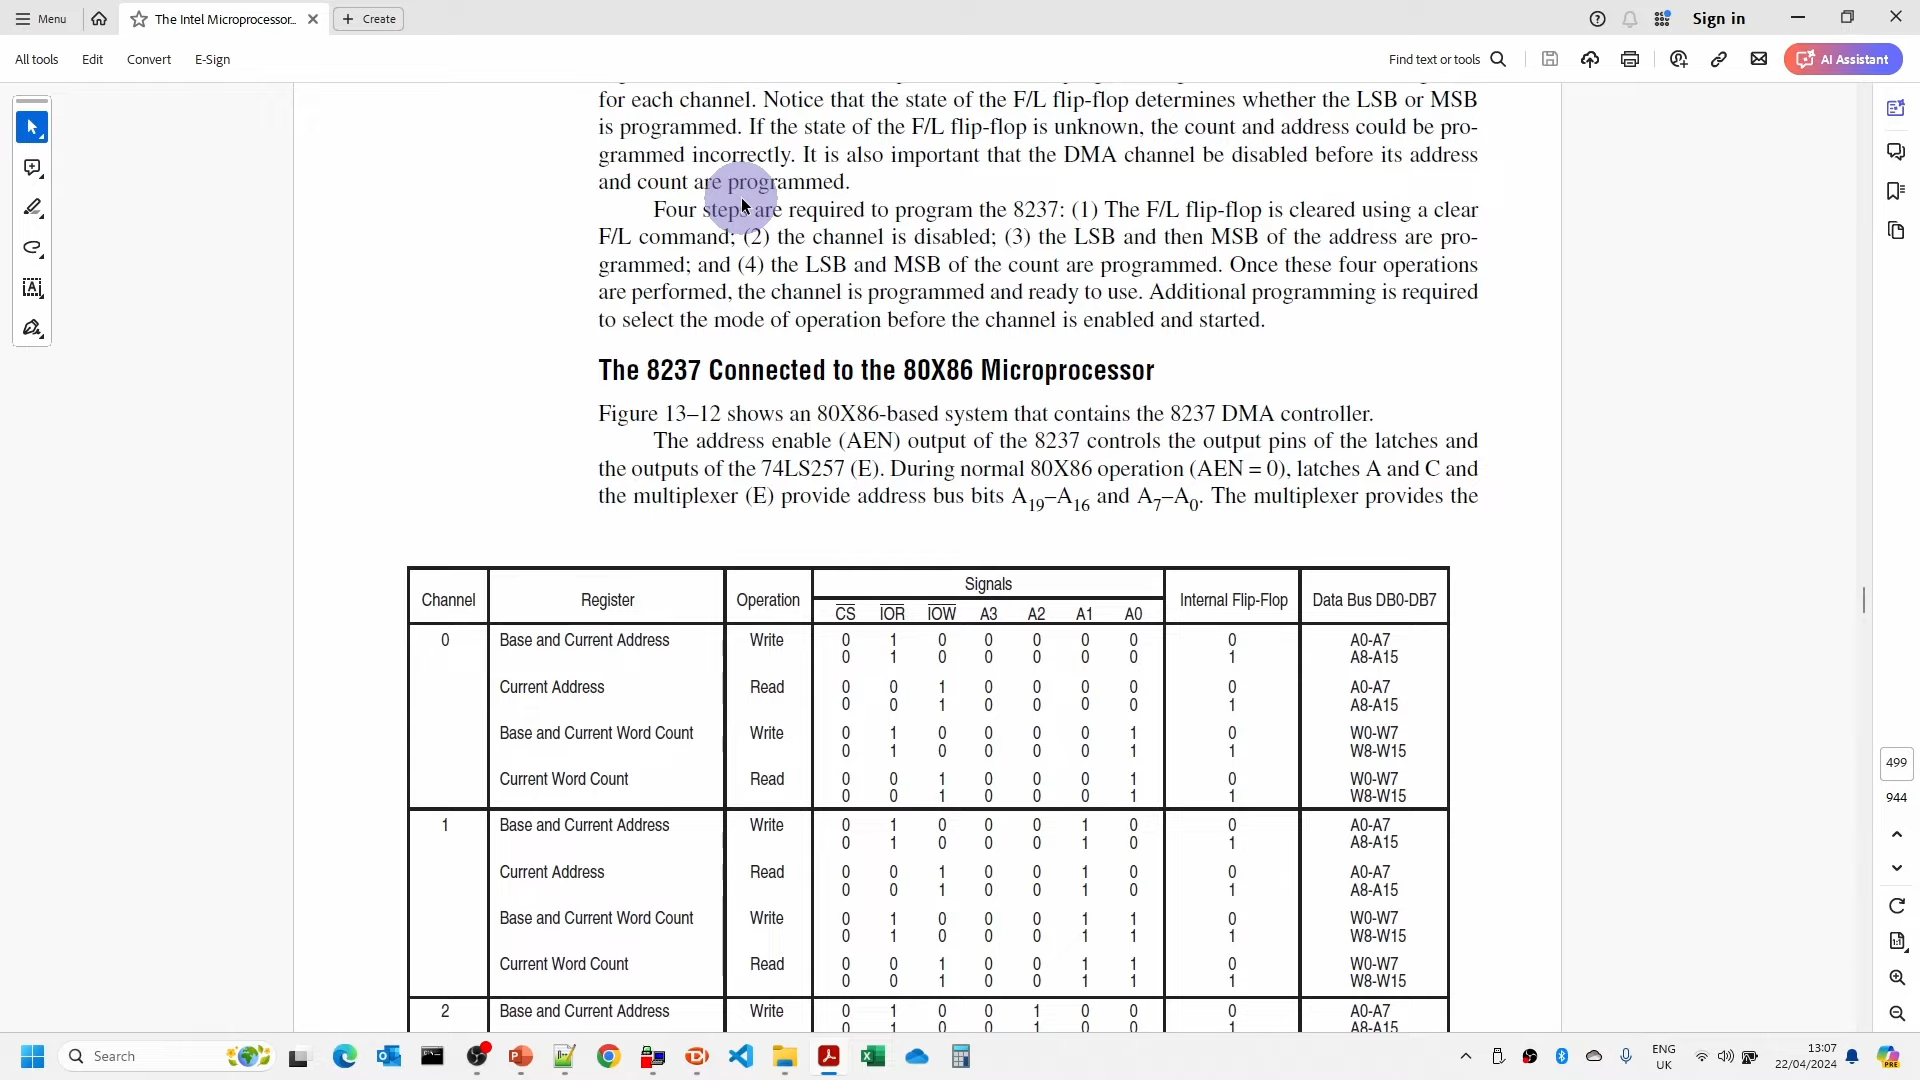 Menu
The Intel Microprocessor...
Create
Sign in
All tools
Edit
Convert
E-Sign
Find text or tools
AI Assistant
for each channel. Notice that the state of the F/L flip-flop determines whether the LSB or MSB
is programmed. If the state of the F/L flip-flop is unknown, the count and address could be pro-
grammed incorrectly. It is also important that the DMA channel be disabled before its address
and count are programmed.
Four steps are required to program the 8237: (1) The F/L flip-flop is cleared using a clear
F/L command; (2) the channel is disabled; (3) the LSB and then MSB of the address are pro-
grammed; and (4) the LSB and MSB of the count are programmed. Once these four operations
are performed, the channel is programmed and ready to use. Additional programming is required
to select the mode of operation before the channel is enabled and started.
The 8237 Connected to the 80X86 Microprocessor
Figure 13–12 shows an 80X86-based system that contains the 8237 DMA controller.
The address enable (AEN) output of the 8237 controls the output pins of the latches and
the outputs of the 74LS257 (E). During normal 80X86 operation (AEN = 0), latches A and C and
the multiplexer (E) provide address bus bits A19–A16 and A7–A0. The multiplexer provides the
Signals
Channel Register Operation Internal Flip-Flop Data Bus DB0-DB7
CS IOR IOW A3 A2 A1 A0
0 Base and Current Address Write 0 1 0 0 0 0 0 0 A0-A7
0 1 0 0 0 0 0 1 A8-A15
Current Address Read 0 0 1 0 0 0 0 0 A0-A7
0 0 1 0 0 0 0 1 A8-A15
Base and Current Word Count Write 0 1 0 0 0 0 1 0 W0-W7
0 1 0 0 0 0 1 1 W8-W15
Current Word Count Read 0 0 1 0 0 0 1 0 W0-W7
0 0 1 0 0 0 1 1 W8-W15
1 Base and Current Address Write 0 1 0 0 0 1 0 0 A0-A7
0 1 0 0 0 1 0 1 A8-A15
Current Address Read 0 0 1 0 0 1 0 0 A0-A7
0 0 1 0 0 1 0 1 A8-A15
Base and Current Word Count Write 0 1 0 0 0 1 1 0 W0-W7
0 1 0 0 0 1 1 1 W8-W15
Current Word Count Read 0 0 1 0 0 1 1 0 W0-W7
0 0 1 0 0 1 1 1 W8-W15
2 Base and Current Address Write 0 1 0 0 1 0 0 0 A0-A7
0 1 0 0 1 0 0 1 A8-A15
499
944
Search
ENG
UK
13:07
22/04/2024